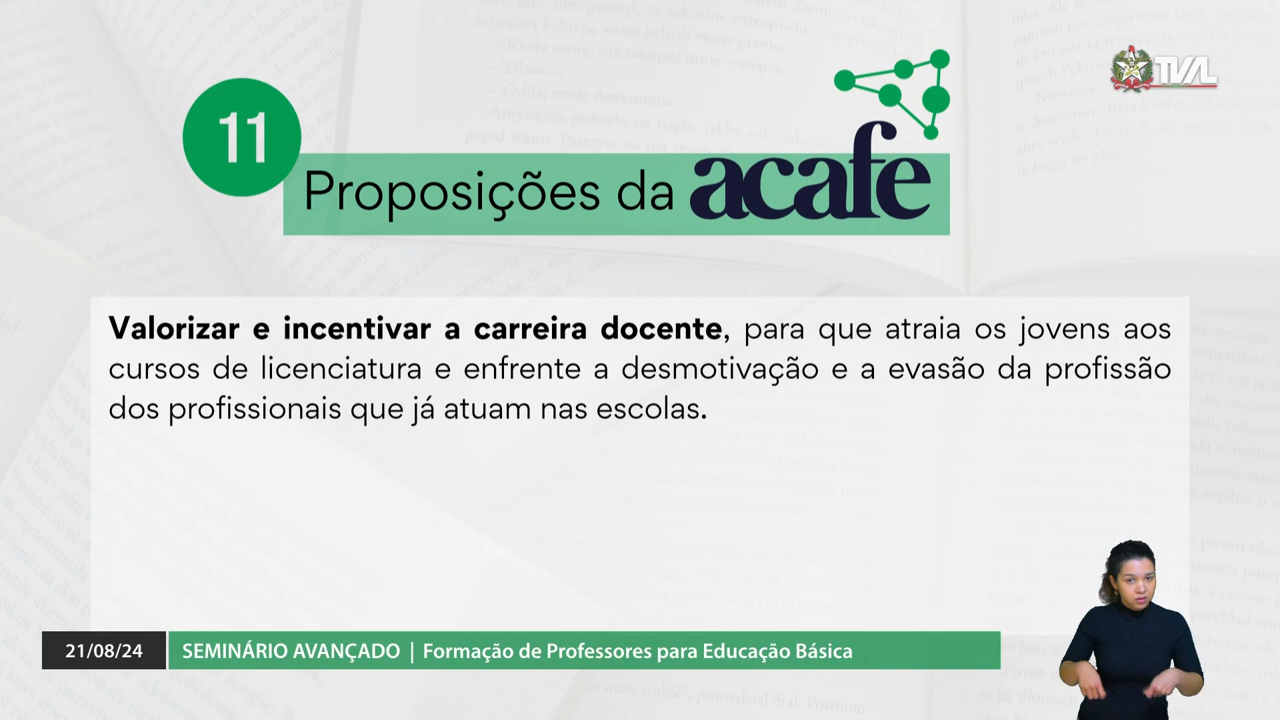 11
Proposições da acafe
TVAL
Valorizar e incentivar a carreira docente, para que atraia os jovens aos
cursos de licenciatura e enfrente a desmotivação e a evasão da profissão
dos profissionais que já atuam nas escolas.
21/08/24
SEMINÁRIO AVANÇADO | Formação de Professores para Educação Básica